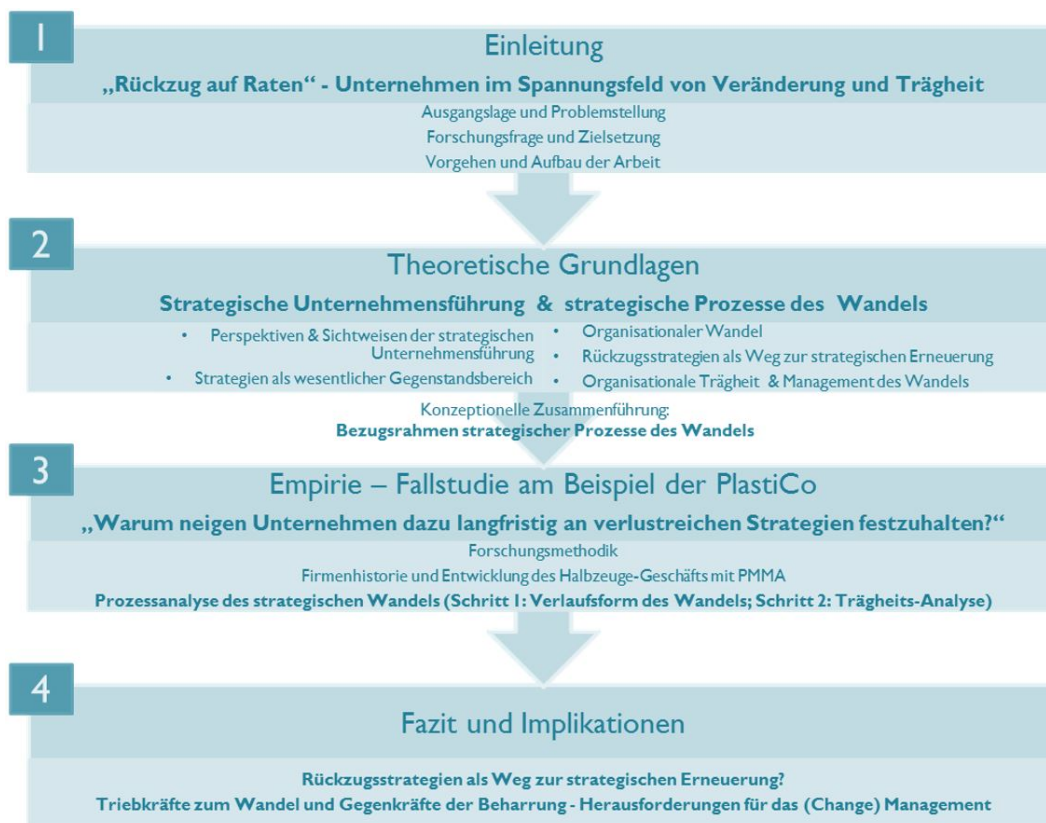 1
Einleitung
„Rückzug auf Raten“ - Unternehmen im Spannungsfeld von Veränderung und Trägheit
Ausgangslage und Problemstellung
Forschungsfrage und Zielsetzung
Vorgehen und Aufbau der Arbeit
2
Theoretische Grundlagen
Strategische Unternehmensführung & strategische Prozesse des Wandels
• Perspektiven & Sichtweisen der strategischen
Unternehmensführung
• Strategien als wesentlicher Gegenstandsbereich
• Organisationaler Wandel
• Rückzugsstrategien als Weg zur strategischen Erneuerung
• Organisationale Trägheit & Management des Wandels
Konzeptionelle Zusammenführung:
Bezugsrahmen strategischer Prozesse des Wandels
3
Empirie – Fallstudie am Beispiel der PlastiCo
„Warum neigen Unternehmen dazu langfristig an verlustreichen Strategien festzuhalten?“
Forschungsmethodik
Firmenhistorie und Entwicklung des Halbzeuge-Geschäfts mit PMMA
Prozessanalyse des strategischen Wandels (Schritt 1: Verlaufsform des Wandels; Schritt 2: Trägheits-Analyse)
4
Fazit und Implikationen
Rückzugsstrategien als Weg zur strategischen Erneuerung?
Triebkräfte zum Wandel und Gegenkräfte der Beharrung - Herausforderungen für das (Change) Management